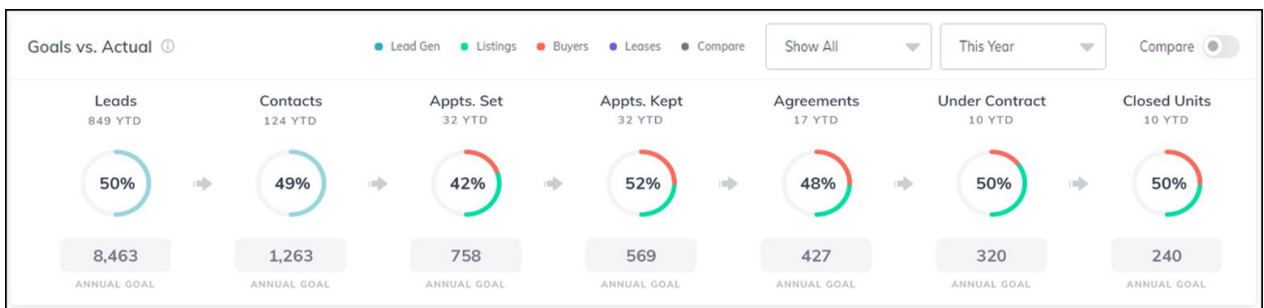 Goals vs. Actual
Lead Gen Listings Buyers Leases Compare Show All This Year Compare
Leads Contacts Appts. Set Appts. Kept Agreements Under Contract Closed Units
849 YTD 124 YTD 32 YTD 32 YTD 17 YTD 10 YTD 10 YTD
50% 49% 42% 52% 48% 50% 50%
8,463 1,263 758 569 427 320 240
ANNUAL GOAL ANNUAL GOAL ANNUAL GOAL ANNUAL GOAL ANNUAL GOAL ANNUAL GOAL ANNUAL GOAL